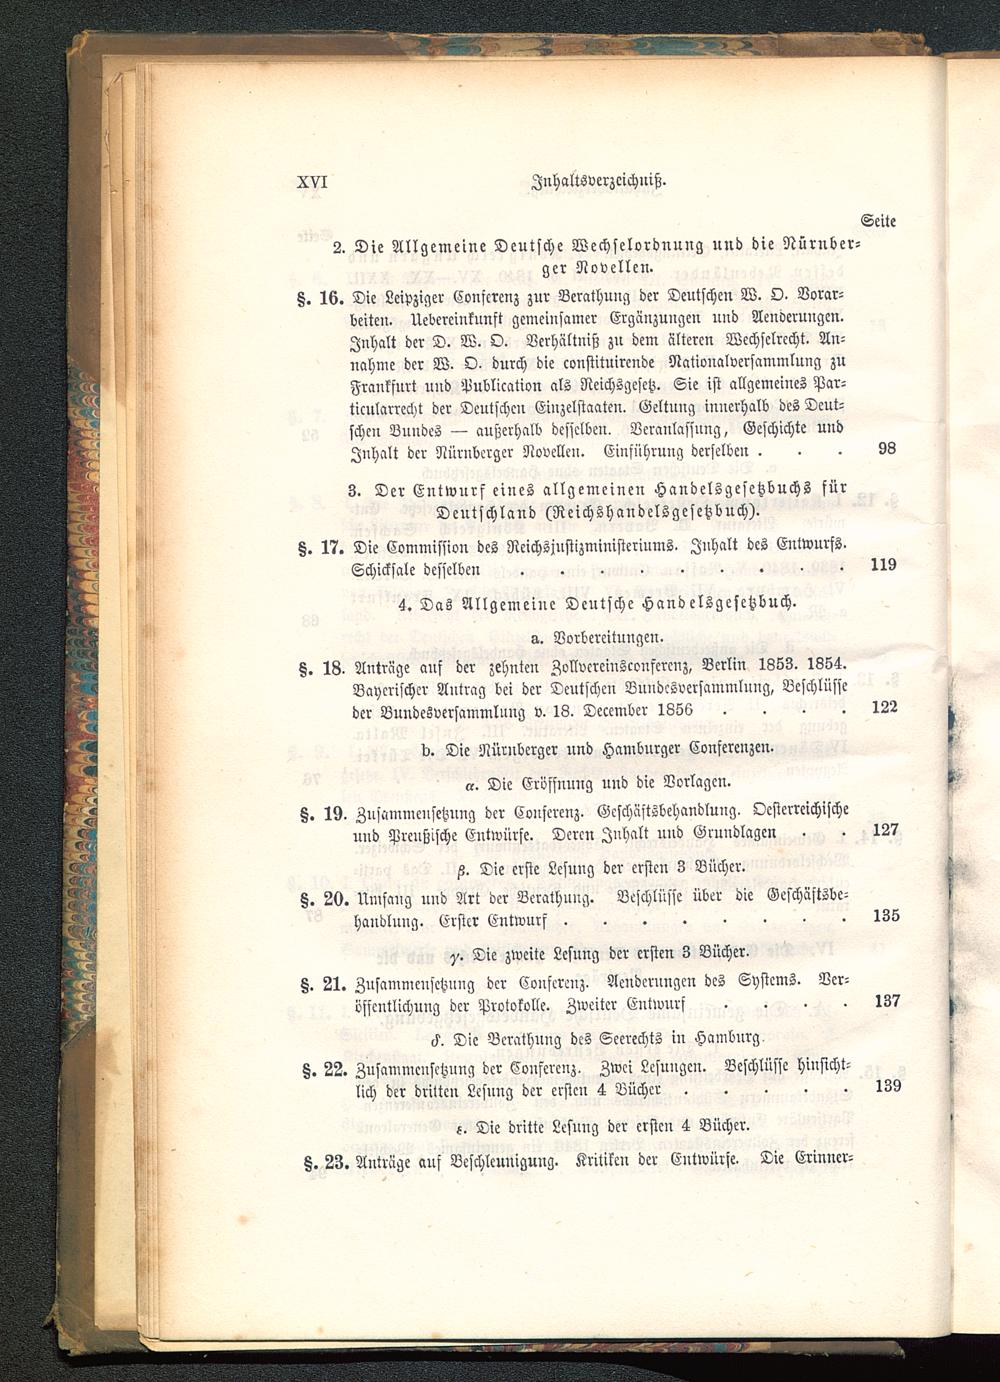 XVI Inhaltsverzeichniß.
Seite
2. Die Allgemeine Deutsche Wechselordnung und die Nürnber-
ger Novellen.
§. 16. Die Leipziger Conferenz zur Berathung der Deutschen W. O. Vorar-
beiten. Uebereinkunft gemeinsamer Ergänzungen und Aenderungen.
Inhalt der D. W. O. Verhältniß zu dem älteren Wechselrecht. An-
nahme der W. O. durch die constituirende Nationalversammlung zu
Frankfurt und Publication als Reichsgesetz. Sie ist allgemeines Par-
ticularrecht der Deutschen Einzelstaaten. Geltung innerhalb des Deut-
schen Bundes — außerhalb desselben. Veranlassung, Geschichte und
Inhalt der Nürnberger Novellen. Einführung derselben . . . 98
3. Der Entwurf eines allgemeinen Handelsgesetzbuchs für
Deutschland (Reichshandelsgesetzbuch).
§. 17. Die Commission des Reichsjustizministeriums. Inhalt des Entwurfs.
Schicksale desselben . . . . . . . . . 119
4. Das Allgemeine Deutsche Handelsgesetzbuch.
a. Vorbereitungen.
§. 18. Anträge auf der zehnten Zollvereinsconferenz, Berlin 1853. 1854.
Bayerischer Antrag bei der Deutschen Bundesversammlung, Beschlüsse
der Bundesversammlung v. 18. December 1856 . . . . 122
b. Die Nürnberger und Hamburger Conferenzen.
α. Die Eröffnung und die Vorlagen.
§. 19. Zusammensetzung der Conferenz. Geschäftsbehandlung. Oesterreichische
und Preußische Entwürfe. Deren Inhalt und Grundlagen . . 127
β. Die erste Lesung der ersten 3 Bücher.
§. 20. Umfang und Art der Berathung. Beschlüsse über die Geschäftsbe-
handlung. Erster Entwurf . . . . . . . . 135
γ. Die zweite Lesung der ersten 3 Bücher.
§. 21. Zusammensetzung der Conferenz. Aenderungen des Systems. Ver-
öffentlichung der Protokolle. Zweiter Entwurf . . . . 137
δ. Die Berathung des Seerechts in Hamburg.
§. 22. Zusammensetzung der Conferenz. Zwei Lesungen. Beschlüsse hinsicht-
lich der dritten Lesung der ersten 4 Bücher . . . . 139
ε. Die dritte Lesung der ersten 4 Bücher.
§. 23. Anträge auf Beschleunigung. Kritiken der Entwürfe. Die Erinner-